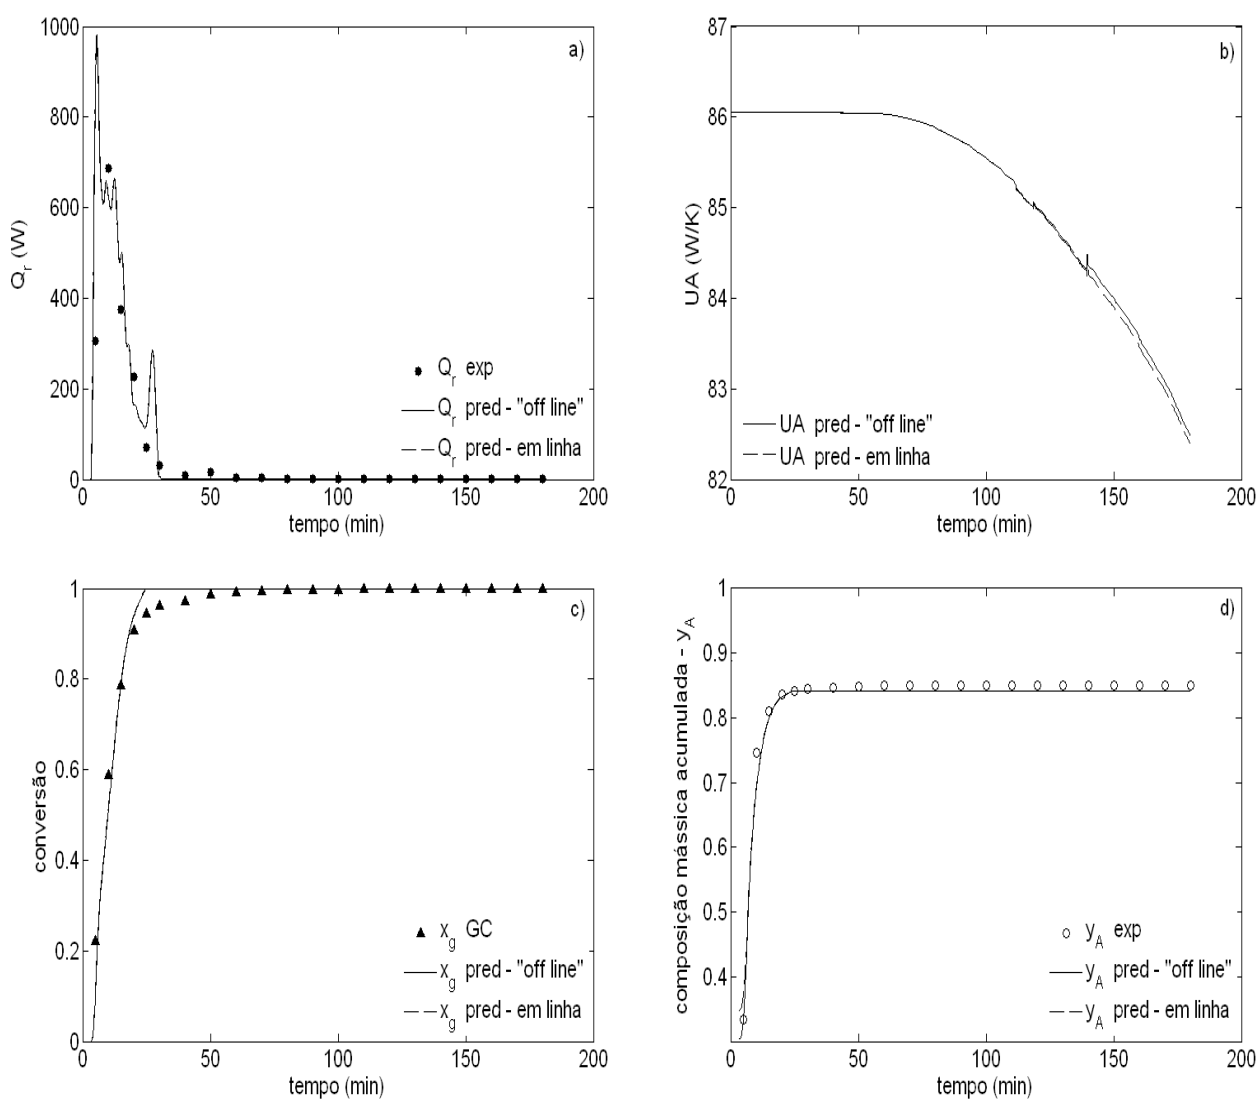 a)
1000
800
600
400
200
0
Q_r (W)
Q_r exp
Q_r pred - "off line"
Q_r pred - em linha
0 50 100 150 200
tempo (min)
b)
87
86
85
84
83
82
UA (W/K)
UA pred - "off line"
UA pred - em linha
0 50 100 150 200
tempo (min)
c)
1
0.8
0.6
0.4
0.2
0
conversão
x_g GC
x_g pred - "off line"
x_g pred - em linha
0 50 100 150 200
tempo (min)
d)
1
0.9
0.8
0.7
0.6
0.5
0.4
composição mássica acumulada - y_A
y_A exp
y_A pred - "off line"
y_A pred - em linha
0 50 100 150 200
tempo (min)